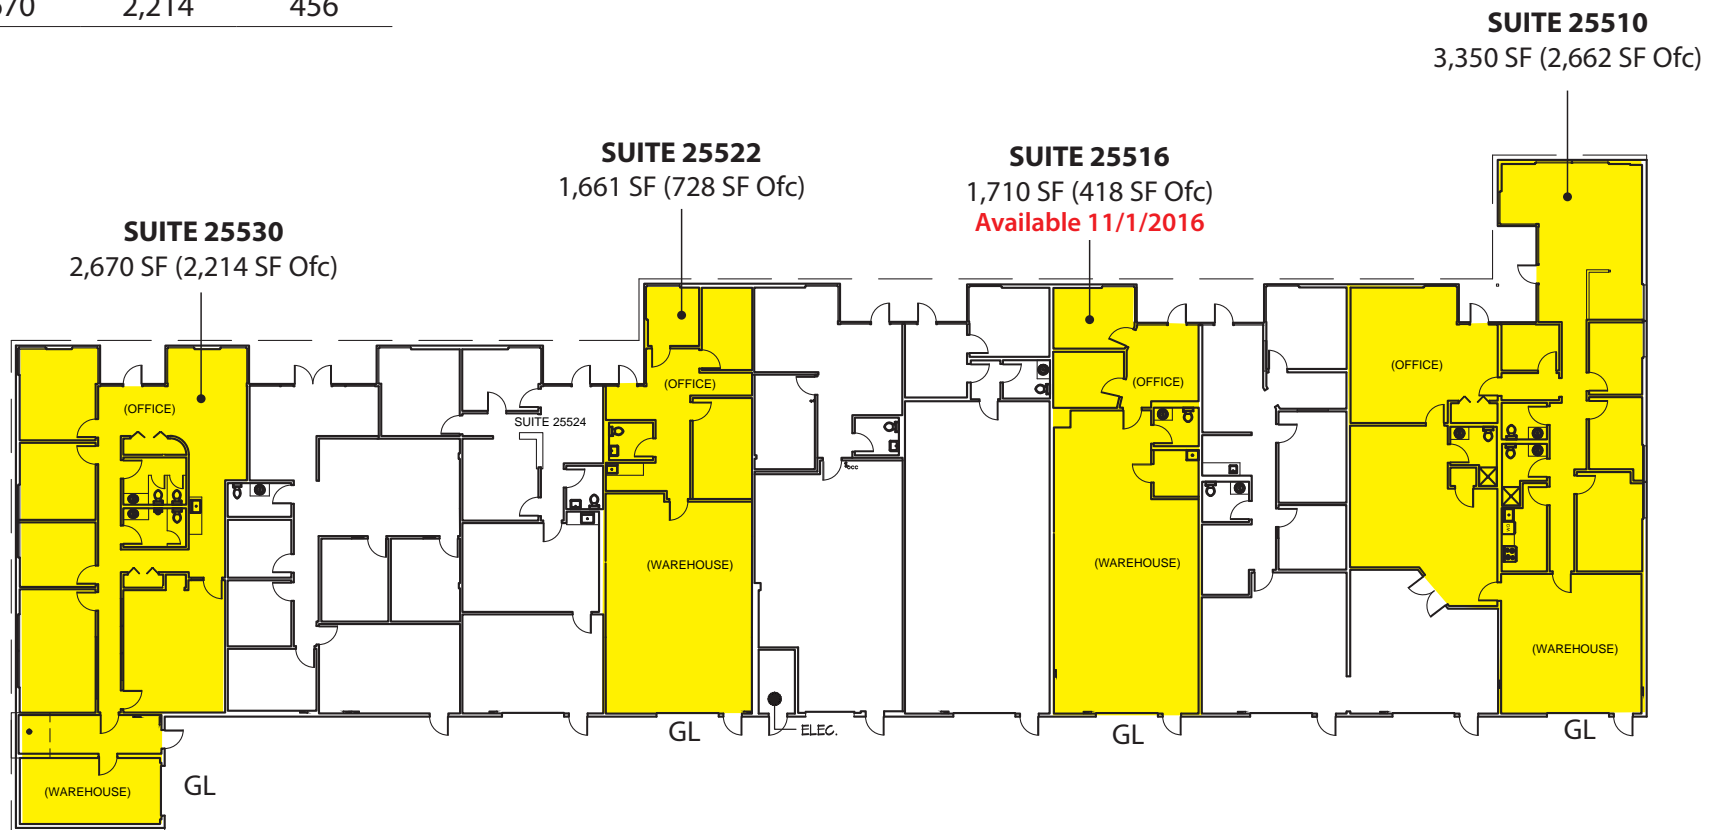 2,214 456
SUITE 25510
3,350 SF (2,662 SF Ofc)
SUITE 25522
1,661 SF (728 SF Ofc)
SUITE 25516
1,710 SF (418 SF Ofc)
Available 11/1/2016
SUITE 25530
2,670 SF (2,214 SF Ofc)
(OFFICE)
(OFFICE)
(OFFICE)
(OFFICE)
SUITE 25524
(WAREHOUSE)
(WAREHOUSE)
(WAREHOUSE)
ELEC.
GL
GL
GL
GL
(WAREHOUSE)